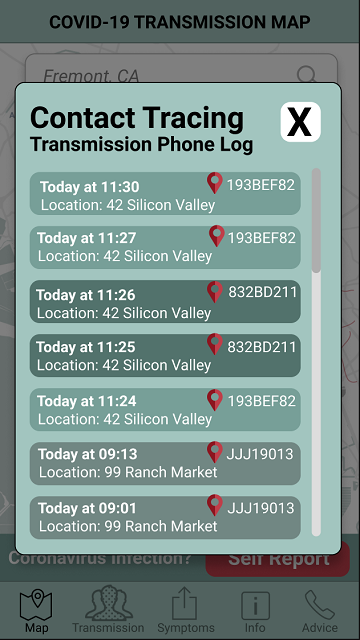 COVID-19 TRANSMISSION MAP
Fremont, CA
Contact Tracing
X
Transmission Phone Log
Today at 11:30 193BEF82
Location: 42 Silicon Valley
Today at 11:27 193BEF82
Location: 42 Silicon Valley
Today at 11:26 832BD211
Location: 42 Silicon Valley
Today at 11:25 832BD211
Location: 42 Silicon Valley
Today at 11:24 193BEF82
Location: 42 Silicon Valley
Today at 09:13 JJJ19013
Location: 99 Ranch Market
Today at 09:01 JJJ19013
Location: 99 Ranch Market
Coronavirus Infection? Self Report
Map Transmission Symptoms Info Advice